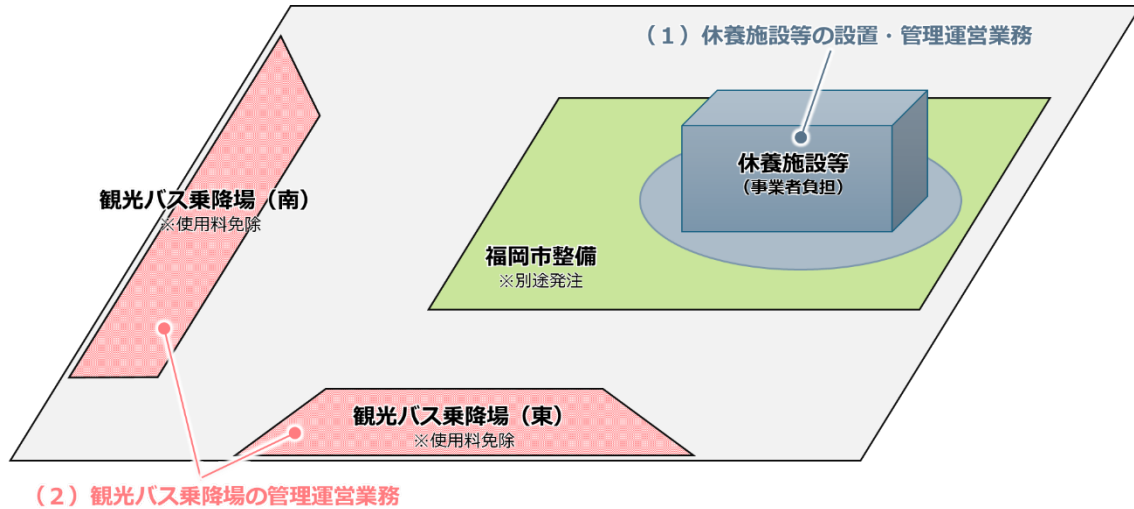 (1)休養施設等の設置・管理運営業務
休養施設等
(事業者負担)
観光バス乗降場(南)
※使用料免除
福岡市整備
※別途発注
観光バス乗降場(東)
※使用料免除
(2)観光バス乗降場の管理運営業務